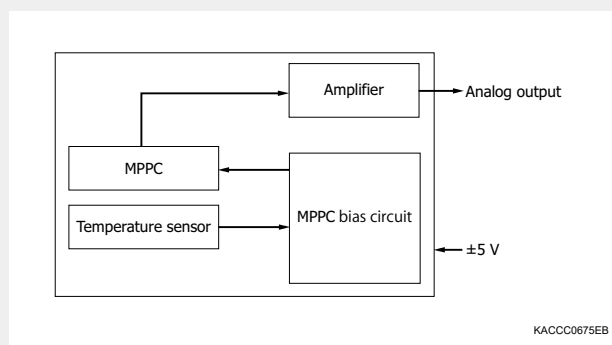 Amplifier
Analog output
MPPC
MPPC bias circuit
Temperature sensor
±5 V
KACCC0675EB